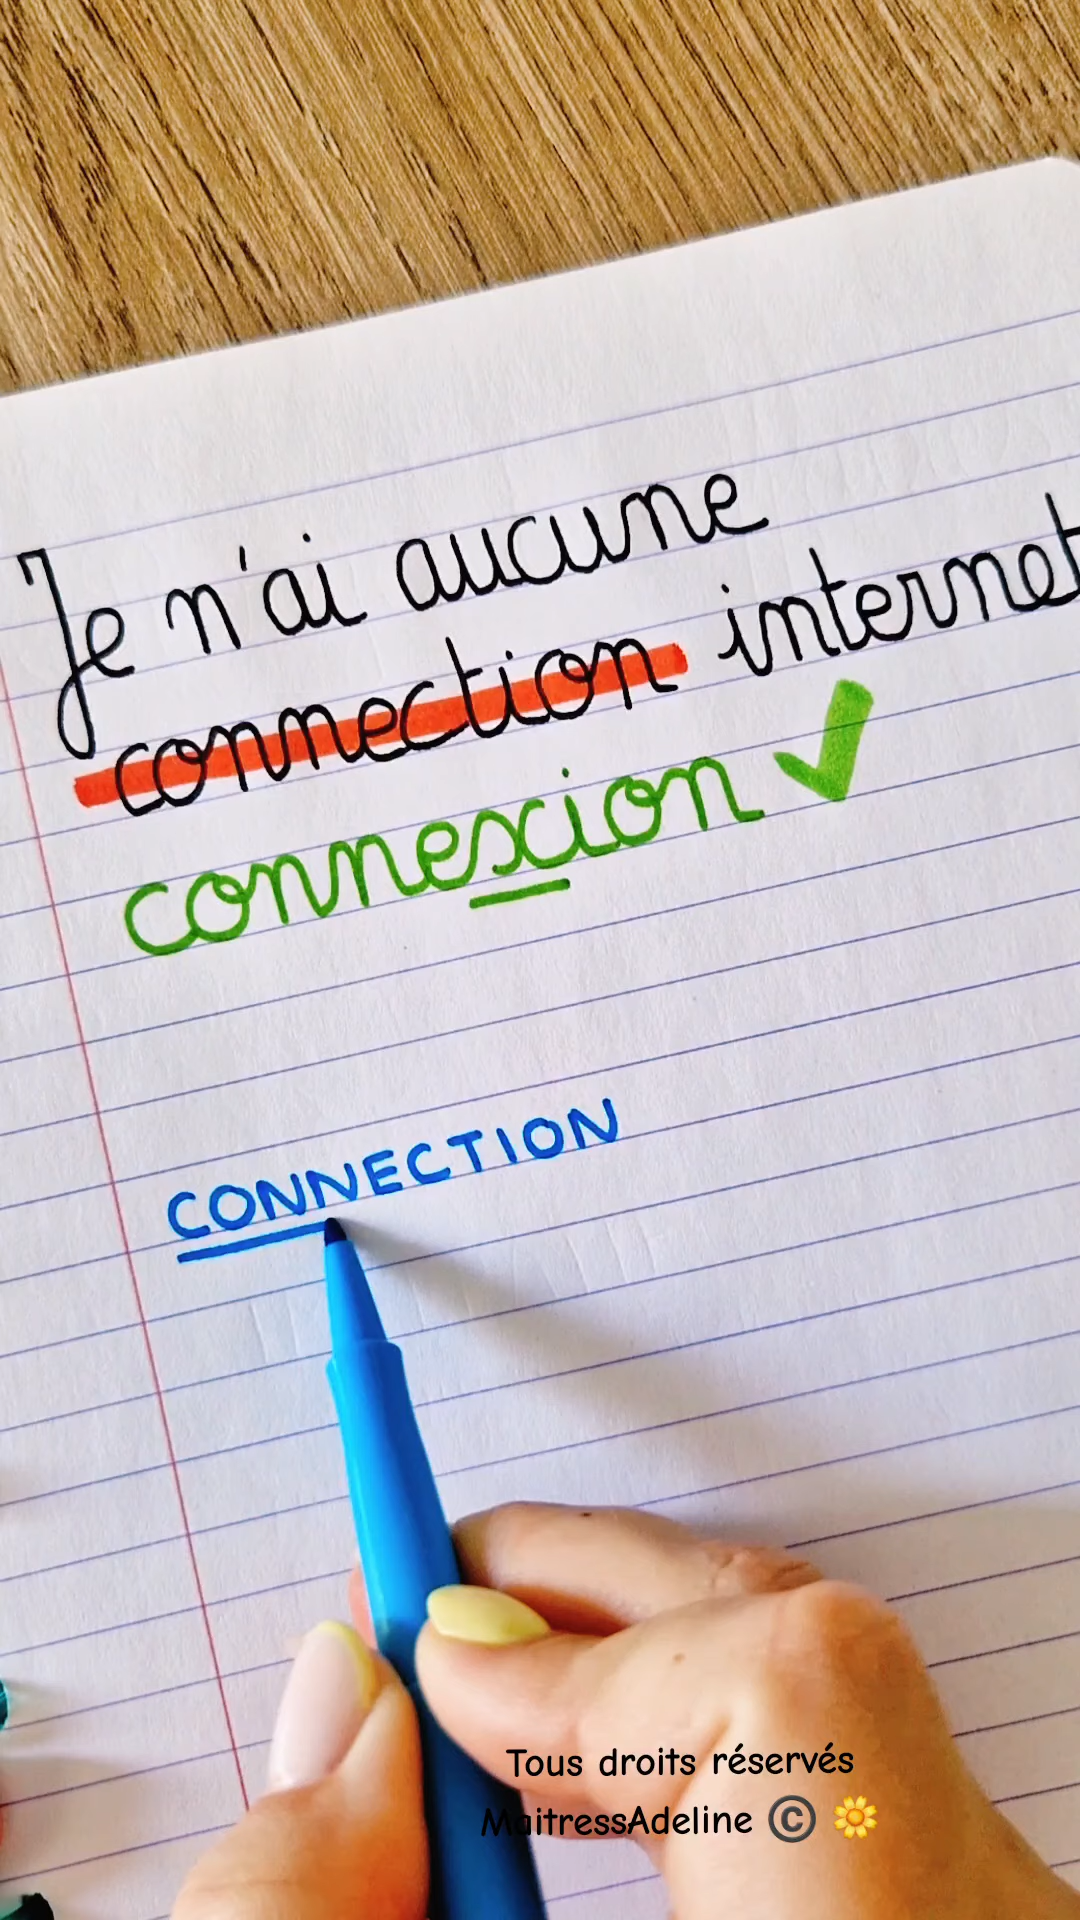 Je n'ai aucune
connection internet
connexion
CONNECTION
Tous droits réservés
MaitressAdeline ©